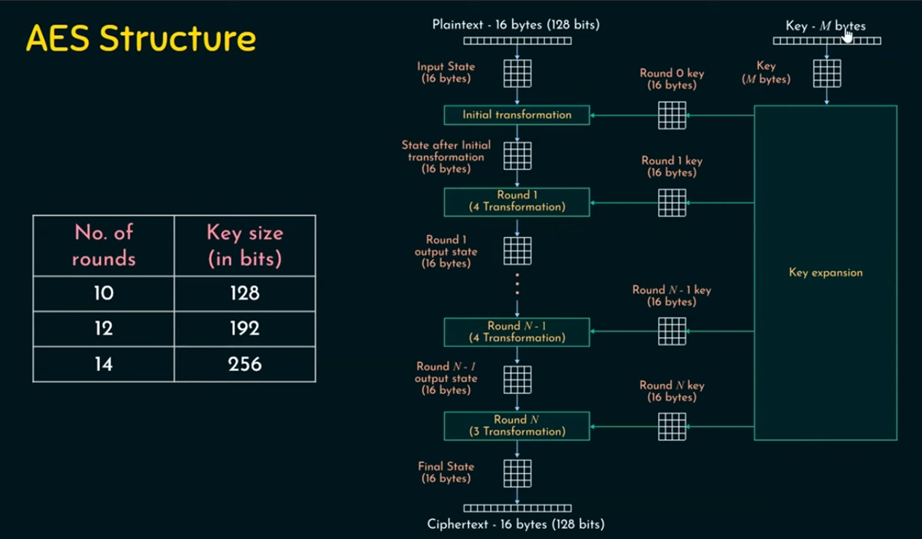 AES Structure
Plaintext - 16 bytes (128 bits)
Key - M bytes
Input State
(16 bytes)
Round 0 key
(16 bytes)
Key
(M bytes)
Initial transformation
State after Initial
transformation
(16 bytes)
Round 1 key
(16 bytes)
Round 1
(4 Transformation)
Round 1
output state
(16 bytes)
Key expansion
Round N - 1 key
(16 bytes)
Round N - 1
(4 Transformation)
Round N - 1
output state
(16 bytes)
Round N key
(16 bytes)
Round N
(3 Transformation)
Final State
(16 bytes)
Ciphertext - 16 bytes (128 bits)
No. of
rounds
Key size
(in bits)
10 128
12 192
14 256